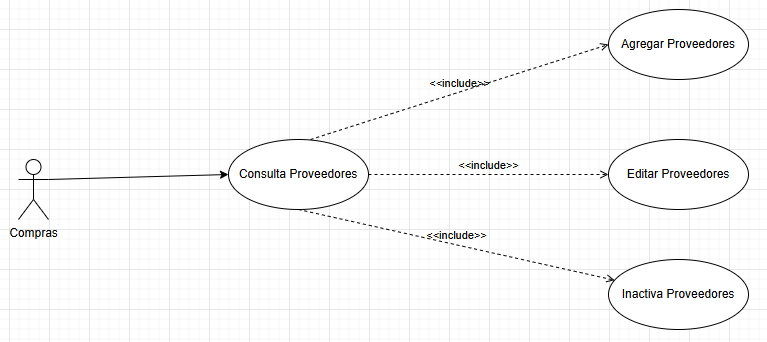 Agregar Proveedores
<<include>>
<<include>>
Consulta Proveedores
Editar Proveedores
Compras
<<include>>
Inactiva Proveedores